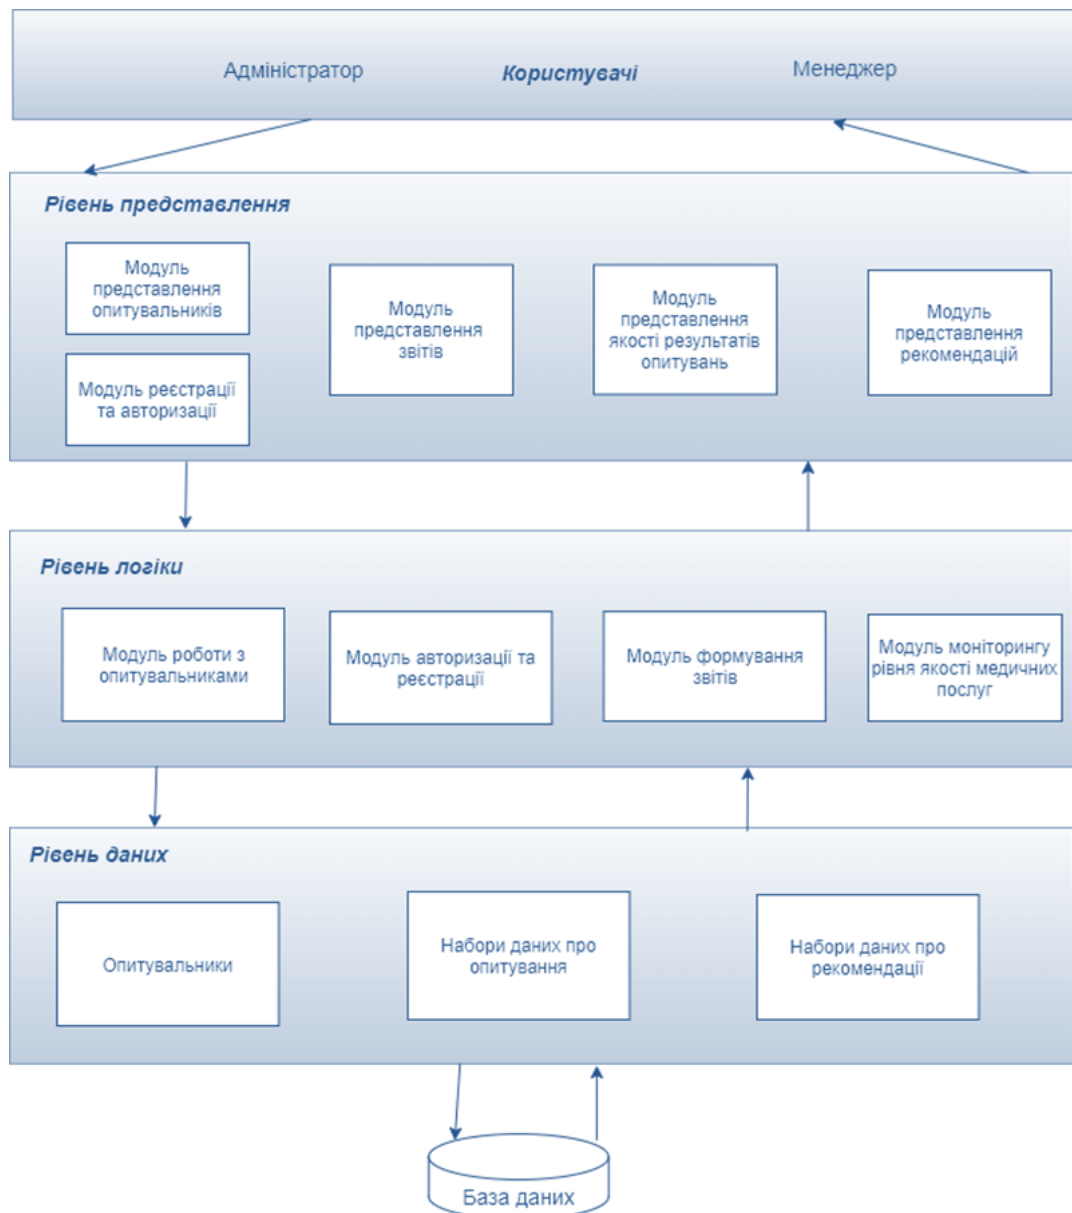 Адміністратор
Користувачі
Менеджер
Рівень представлення
Модуль
представлення
опитувальників
Модуль реєстрації
та авторизації
Модуль
представлення
звітів
Модуль
представлення
якості результатів
опитувань
Модуль
представлення
рекомендацій
Рівень логіки
Модуль роботи з
опитувальниками
Модуль авторизації та
реєстрації
Модуль формування
звітів
Модуль моніторингу
рівня якості медичних
послуг
Рівень даних
Опитувальники
Набори даних про
опитування
Набори даних про
рекомендації
База даних